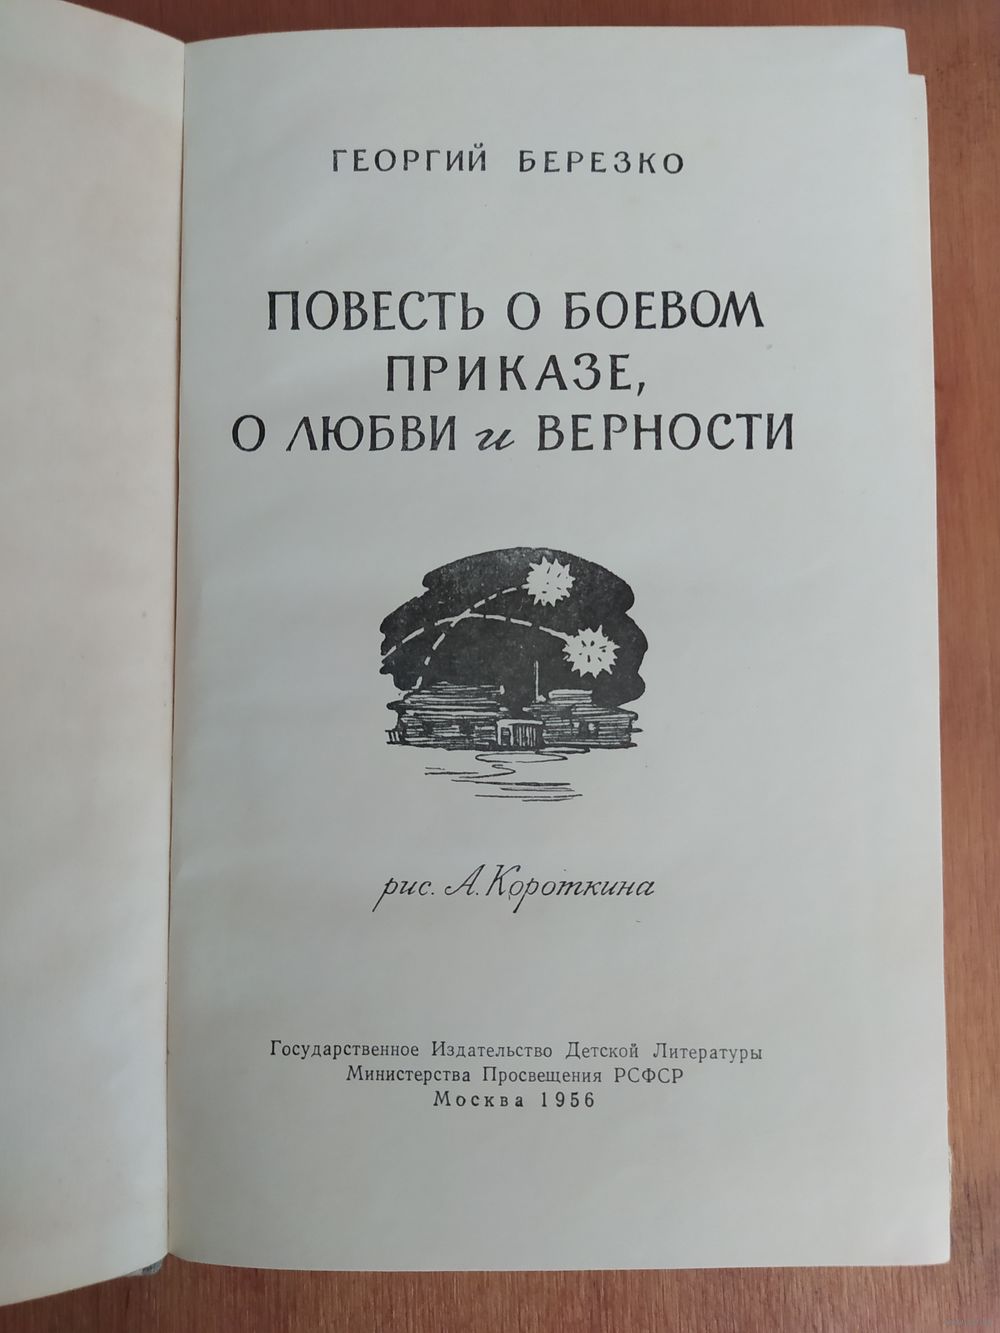 ГЕОРГИЙ БЕРЕЗКО
ПОВЕСТЬ О БОЕВОМ
ПРИКАЗЕ,
О ЛЮБВИ и ВЕРНОСТИ
рис. А. Короткина
Государственное Издательство Детской Литературы
Министерства Просвещения РСФСР
Москва 1956